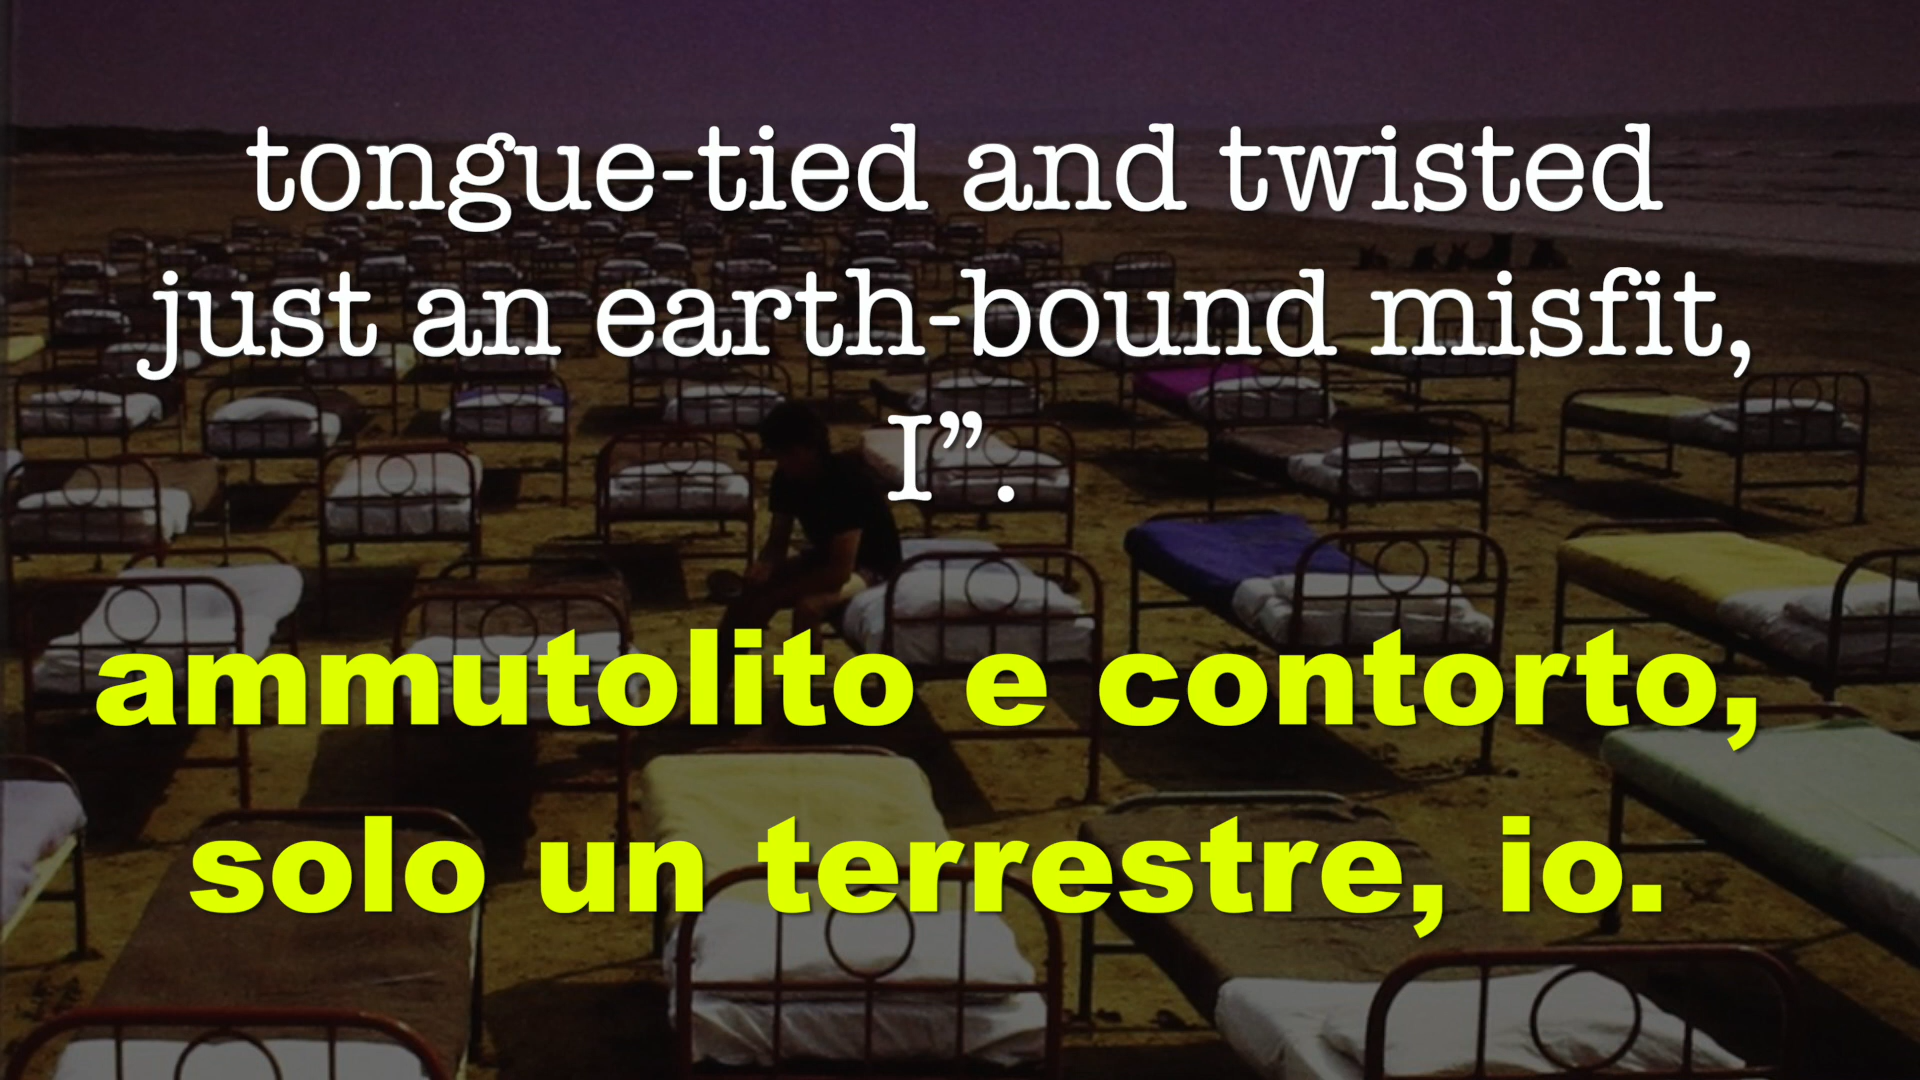 tongue-tied and twisted
just an earth-bound misfit,
I”.
ammutolito e contorto,
solo un terrestre, io.